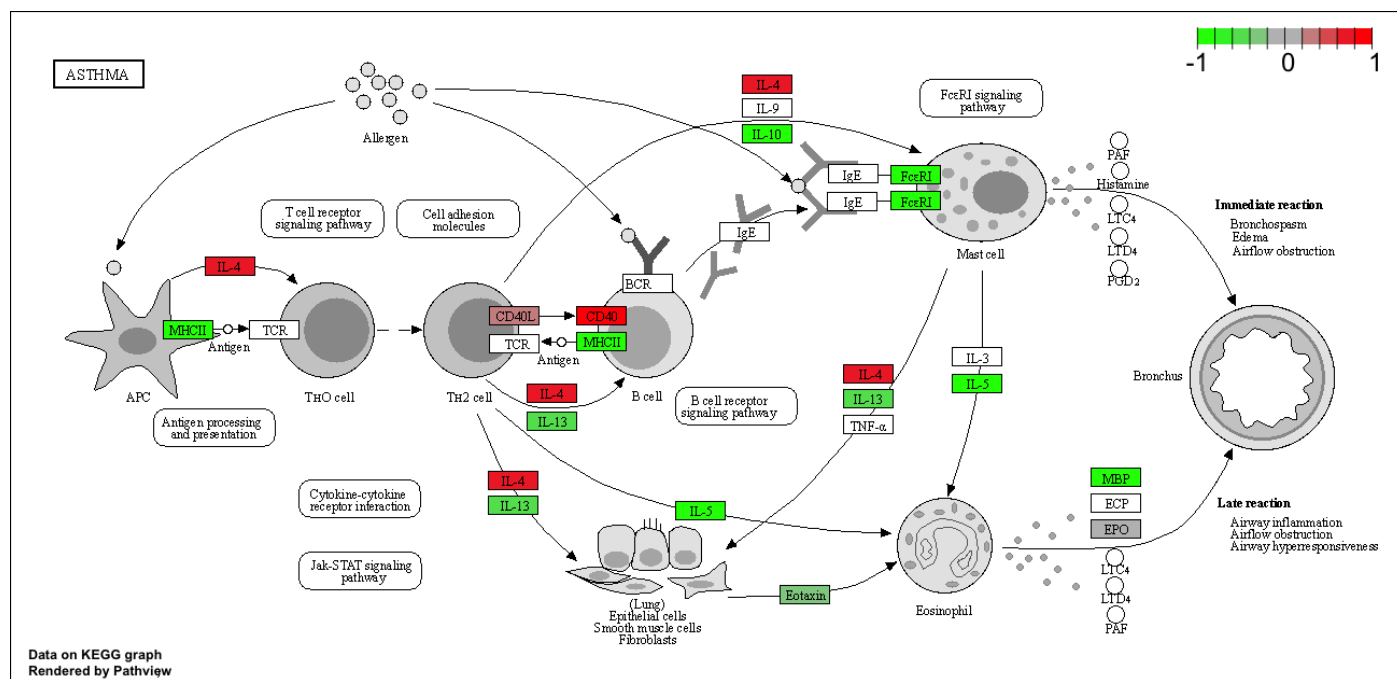 ASTHMA
-1 0 1
Allergen
IL-4
IL-9
IL-10
FcεRI signaling
pathway
IgE
FcεRI
IgE
FcεRI
Mast cell
PAF
Histamine
LTC4
LTD4
PGD2
Immediate reaction
Bronchospasm
Edema
Airflow obstruction
T cell receptor
signaling pathway
Cell adhesion
molecules
IgE
BCR
IL-4
MHCII
Antigen
TCR
APC
TH0 cell
CD40L
CD40
TCR
Antigen
MHCII
TH2 cell
B cell
IL-4
IL-13
B cell receptor
signaling pathway
Antigen processing
and presentation
IL-4
IL-13
TNF-α
IL-3
IL-5
Bronchus
Cytokine-cytokine
receptor interaction
Jak-STAT signaling
pathway
IL-4
IL-13
IL-5
(Lung)
Epithelial cells
Smooth muscle cells
Fibroblasts
Eotaxin
Eosinophil
MBP
ECP
EPO
LTC4
LTD4
PAF
Late reaction
Airway inflammation
Airflow obstruction
Airway hyperresponsiveness
Data on KEGG graph
Rendered by Pathview